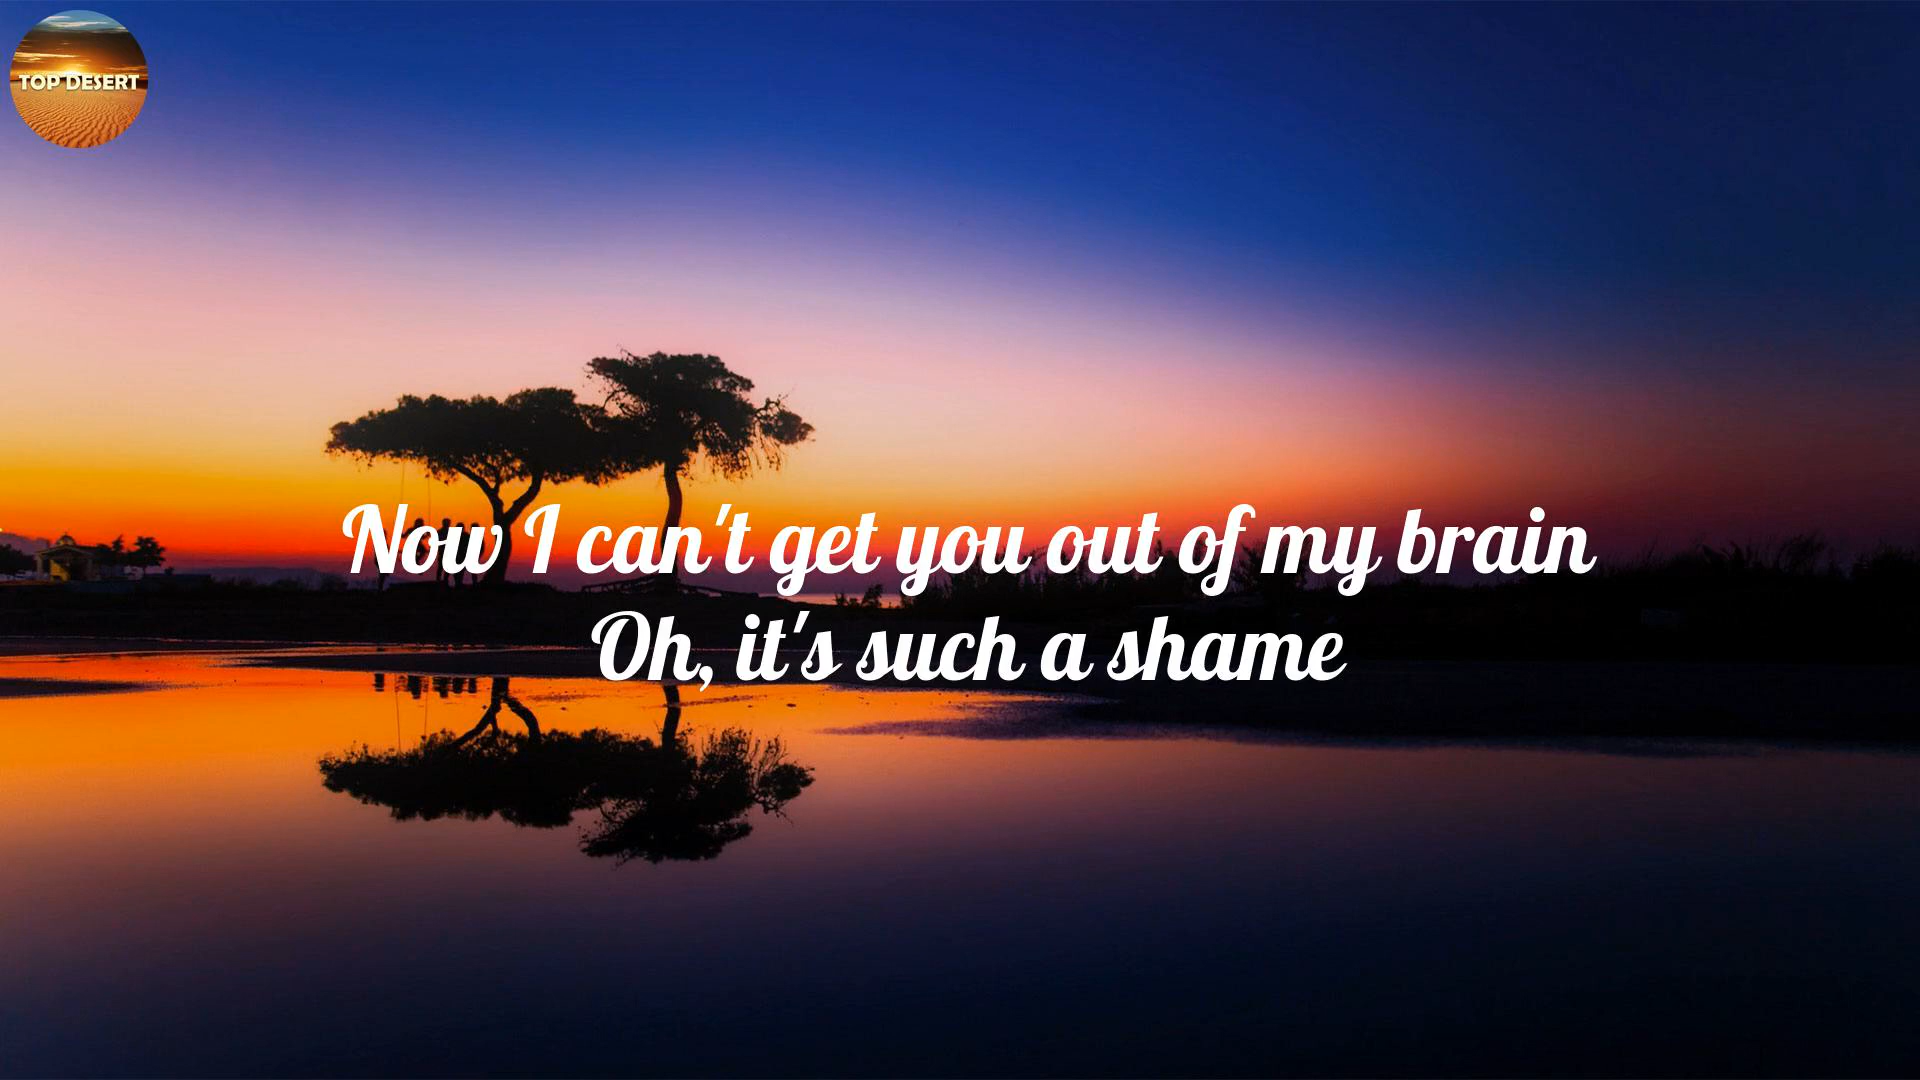 TOP DESERT
Now I can't get you out of my brain
Oh, it's such a shame